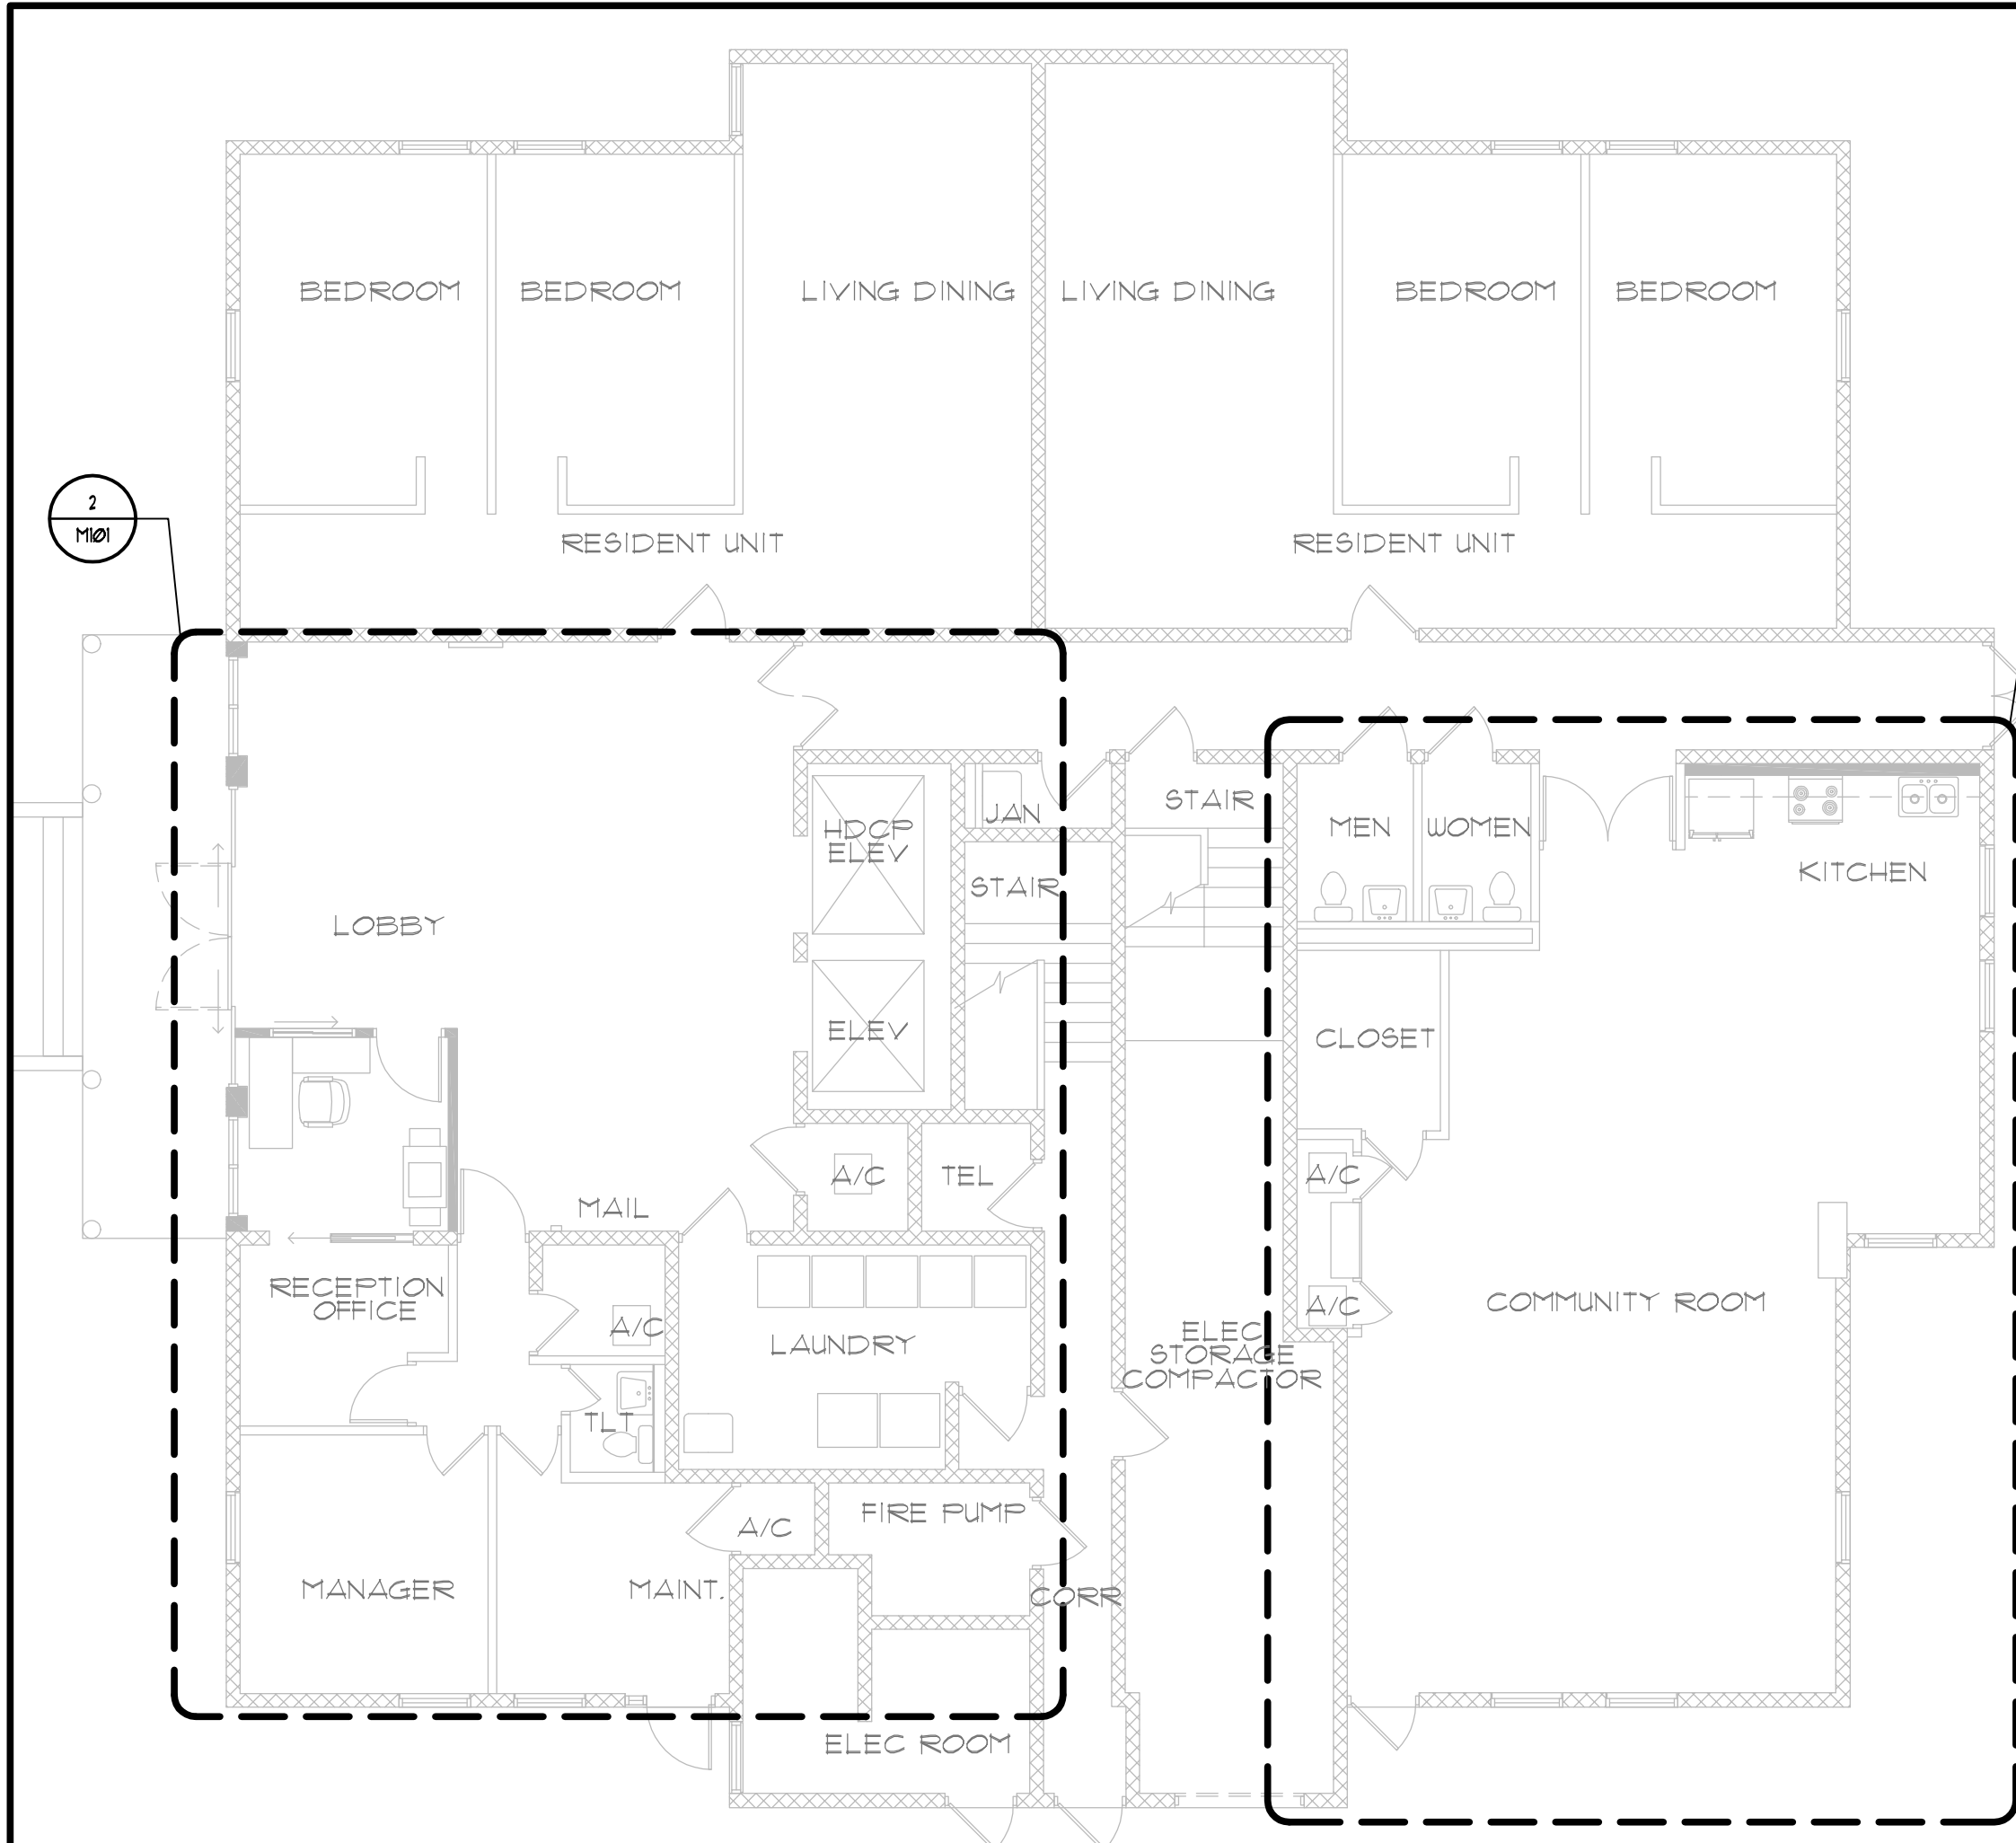 BEDROOM
BEDROOM
LIVING DINING
LIVING DINING
BEDROOM
BEDROOM
2
M101
RESIDENT UNIT
RESIDENT UNIT
HDCP
ELEV
JAN
STAIR
MEN
WOMEN
KITCHEN
STAIR
LOBBY
ELEV
CLOSET
A/C
TEL
A/C
MAIL
RECEPTION
OFFICE
A/C
LAUNDRY
A/C
COMMUNITY ROOM
ELEC
STORAGE
COMPACTOR
TLT
A/C
FIRE PUMP
MANAGER
MAINT.
CORR
ELEC ROOM